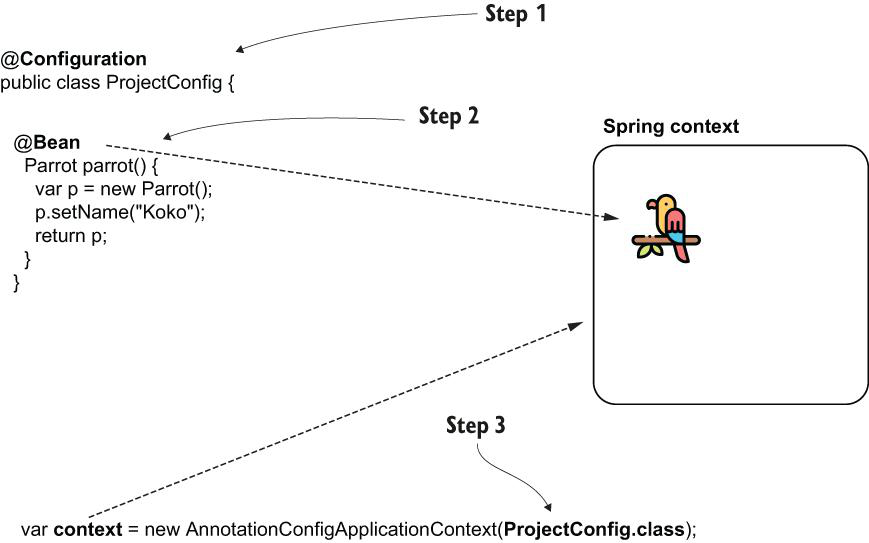 Step 1
@Configuration
public class ProjectConfig {
Step 2
@Bean
Parrot parrot() {
var p = new Parrot();
p.setName("Koko");
return p;
}
}
Spring context
Step 3
var context = new AnnotationConfigApplicationContext(ProjectConfig.class);